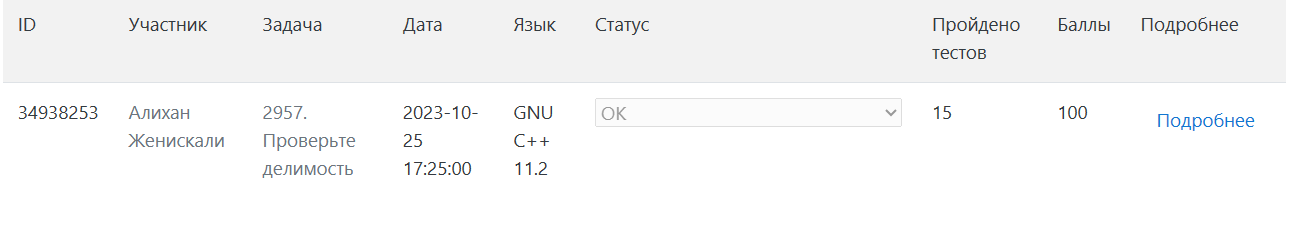 ID Участник Задача Дата Язык Статус Пройдено тестов Баллы Подробнее
34938253 Алихан Женискали 2957. Проверьте делимость 2023-10-25 17:25:00 GNU C++ 11.2 OK 15 100 Подробнее